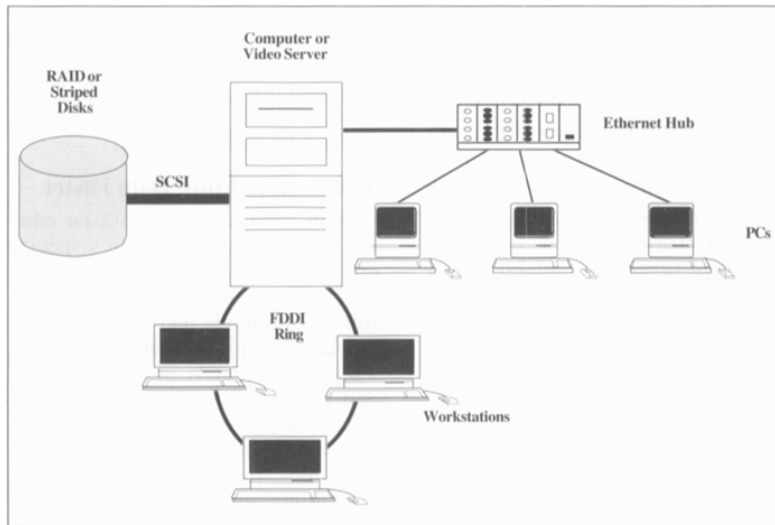 Computer or
Video Server
RAID or
Striped
Disks
Ethernet Hub
SCSI
PCs
FDDI
Ring
Workstations